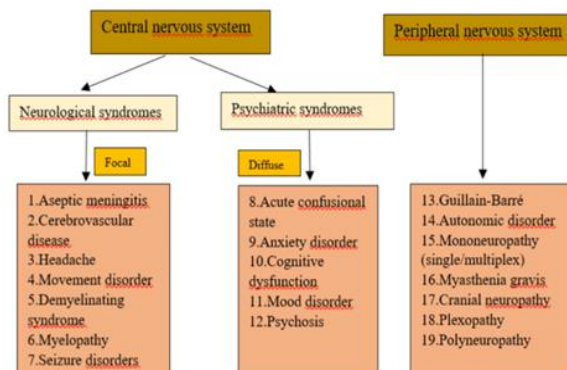 Central nervous system
Peripheral nervous system
Neurological syndromes
Psychiatric syndromes
Focal
Diffuse
1.Aseptic meningitis
2.Cerebrovascular
disease
3.Headache
4.Movement disorder
5.Demyelinating
syndrome
6.Myelopathy
7.Seizure disorders
8.Acute confusional
state
9.Anxiety disorder
10.Cognitive
dysfunction
11.Mood disorder
12.Psychosis
13.Guillain-Barré
14.Autonomic disorder
15.Mononeuropathy
(single/multiplex)
16.Myasthenia gravis
17.Cranial neuropathy
18.Plexopathy
19.Polyneuropathy